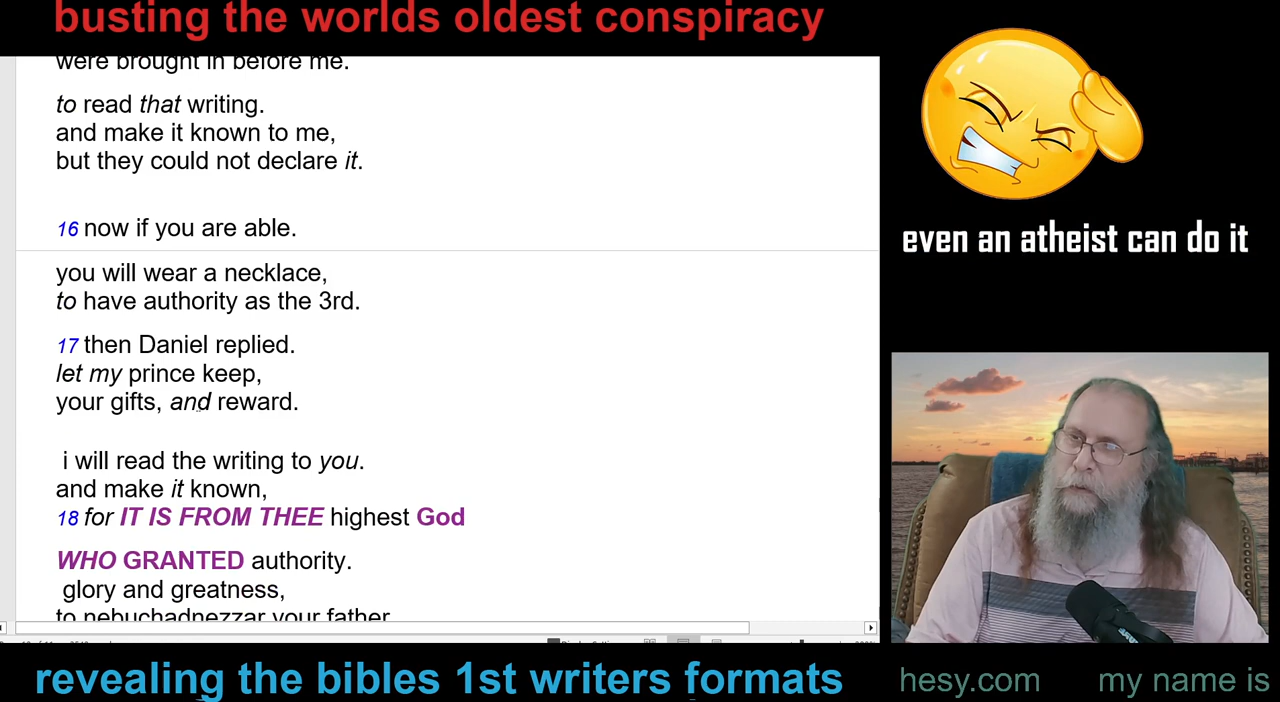 busting the worlds oldest conspiracy
were brought in before me.
to read that writing.
and make it known to me,
but they could not declare it.
16 now if you are able.
you will wear a necklace,
to have authority as the 3rd.
17 then Daniel replied.
let my prince keep,
your gifts, and reward.
i will read the writing to you.
and make it known,
18 for IT IS FROM THEE highest God
WHO GRANTED authority.
glory and greatness,
to nebuchadnezzar your father
even an atheist can do it
revealing the bibles 1st writers formats
hesy.com my name is